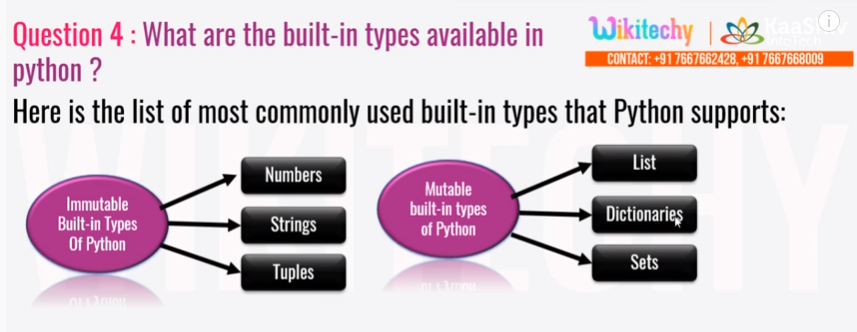 Question 4 : What are the built-in types available in
python ?
Wikitechy
KaaShiv
InfoTech
CONTACT: +91 7667662428, +91 7667668009
Here is the list of most commonly used built-in types that Python supports:
Immutable
Built-in Types
Of Python
Numbers
Strings
Tuples
Mutable
built-in types
of Python
List
Dictionaries
Sets
WIKITECHY